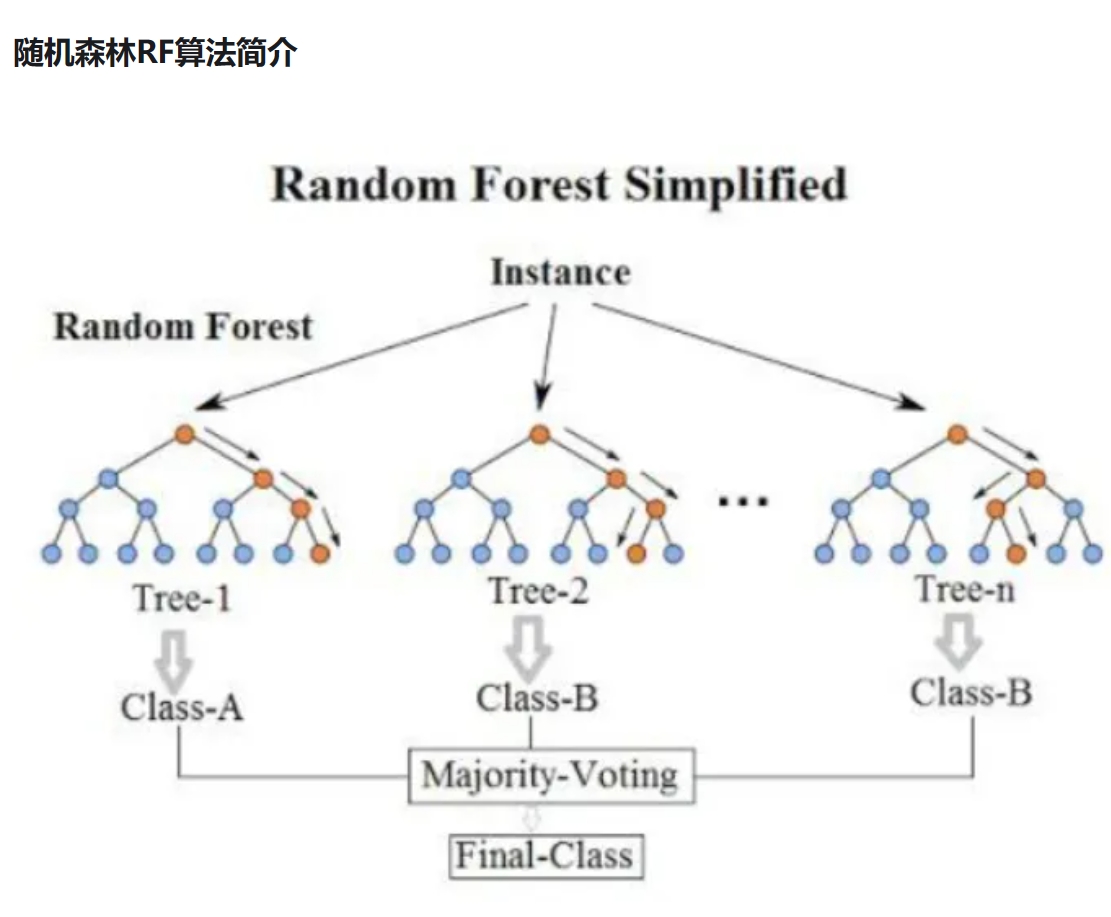 随机森林RF算法简介
Random Forest Simplified
Instance
Random Forest
...
Tree-1
Tree-2
Tree-n
Class-A
Class-B
Class-B
Majority-Voting
Final-Class